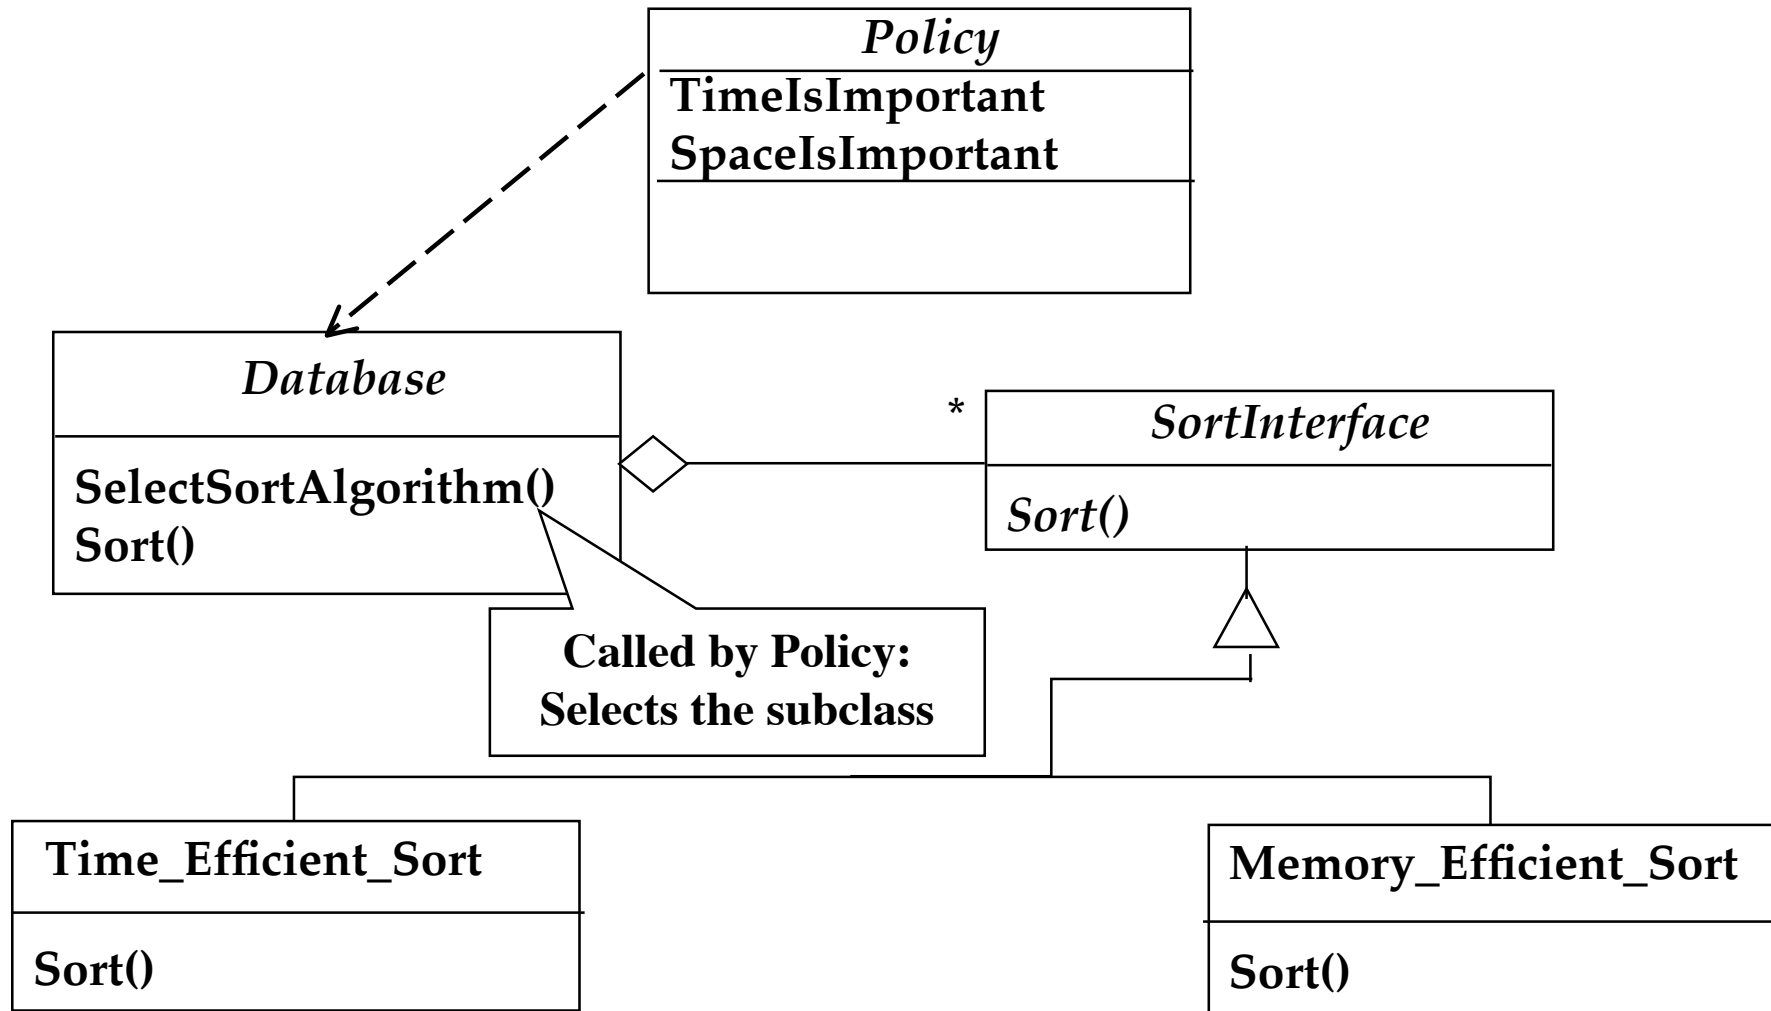 Policy
TimeIsImportant
SpaceIsImportant
Database
SelectSortAlgorithm()
Sort()
*
SortInterface
Sort()
Called by Policy:
Selects the subclass
Time_Efficient_Sort
Sort()
Memory_Efficient_Sort
Sort()